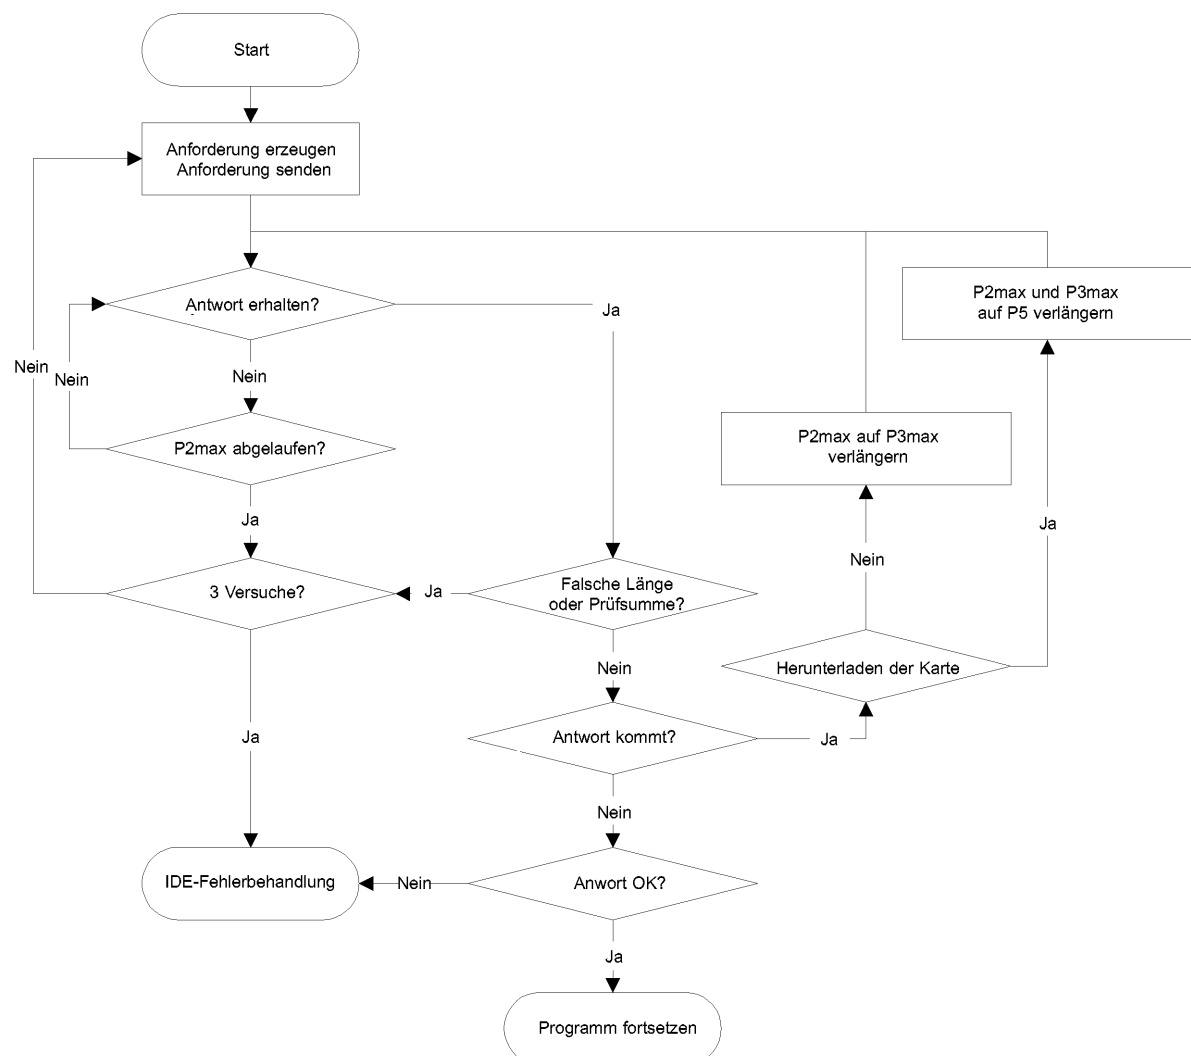 Start
Anforderung erzeugen
Anforderung senden
Antwort erhalten?
Ja
P2max und P3max
auf P5 verlängern
Nein
Nein
Nein
P2max abgelaufen?
P2max auf P3max
verlängern
Ja
Ja
Nein
3 Versuche?
Ja
Falsche Länge
oder Prüfsumme?
Nein
Herunterladen der Karte
Ja
Antwort kommt?
Ja
Nein
IDE-Fehlerbehandlung
Nein
Anwort OK?
Ja
Programm fortsetzen